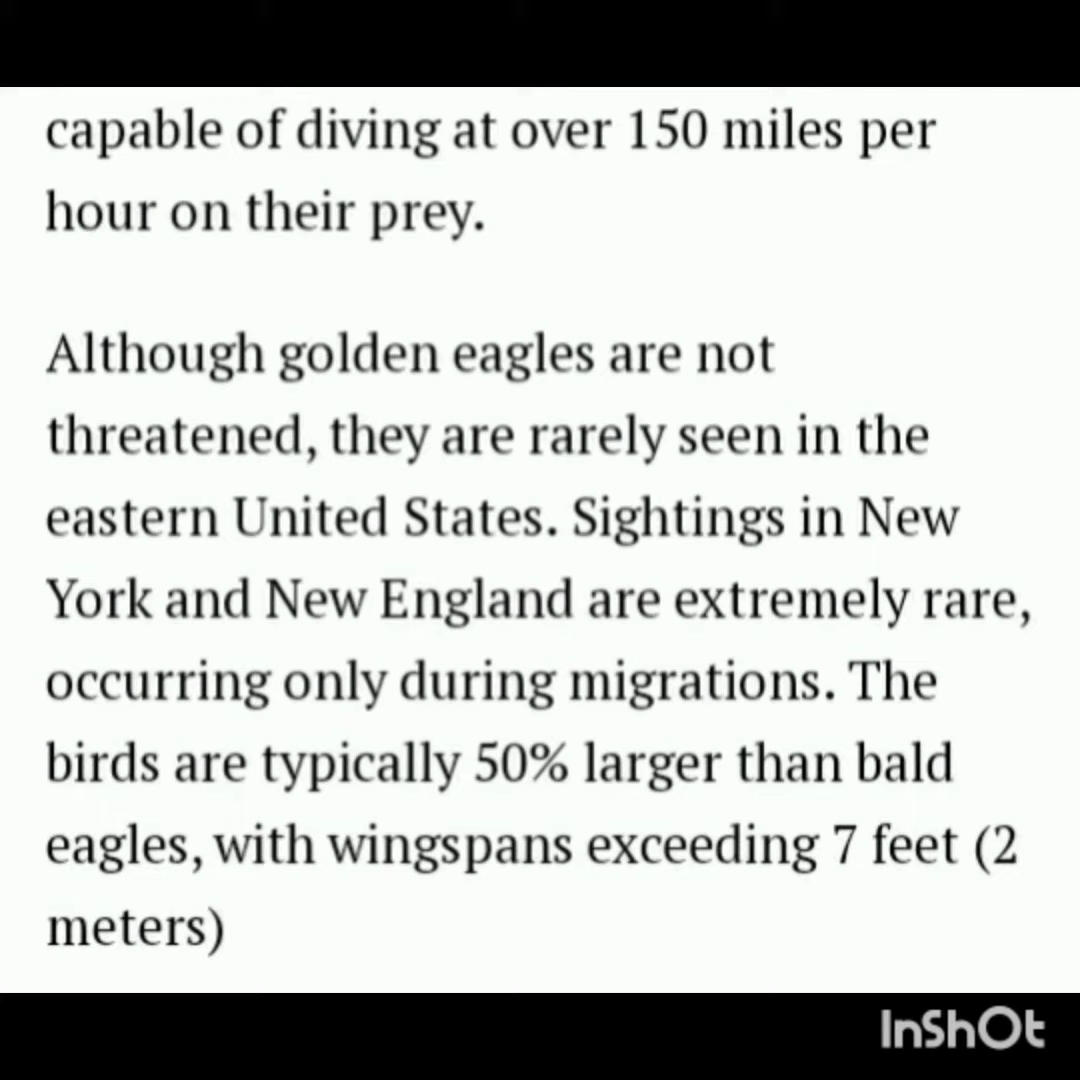 capable of diving at over 150 miles per
hour on their prey.
Although golden eagles are not
threatened, they are rarely seen in the
eastern United States. Sightings in New
York and New England are extremely rare,
occurring only during migrations. The
birds are typically 50% larger than bald
eagles, with wingspans exceeding 7 feet (2
meters)
InShOt